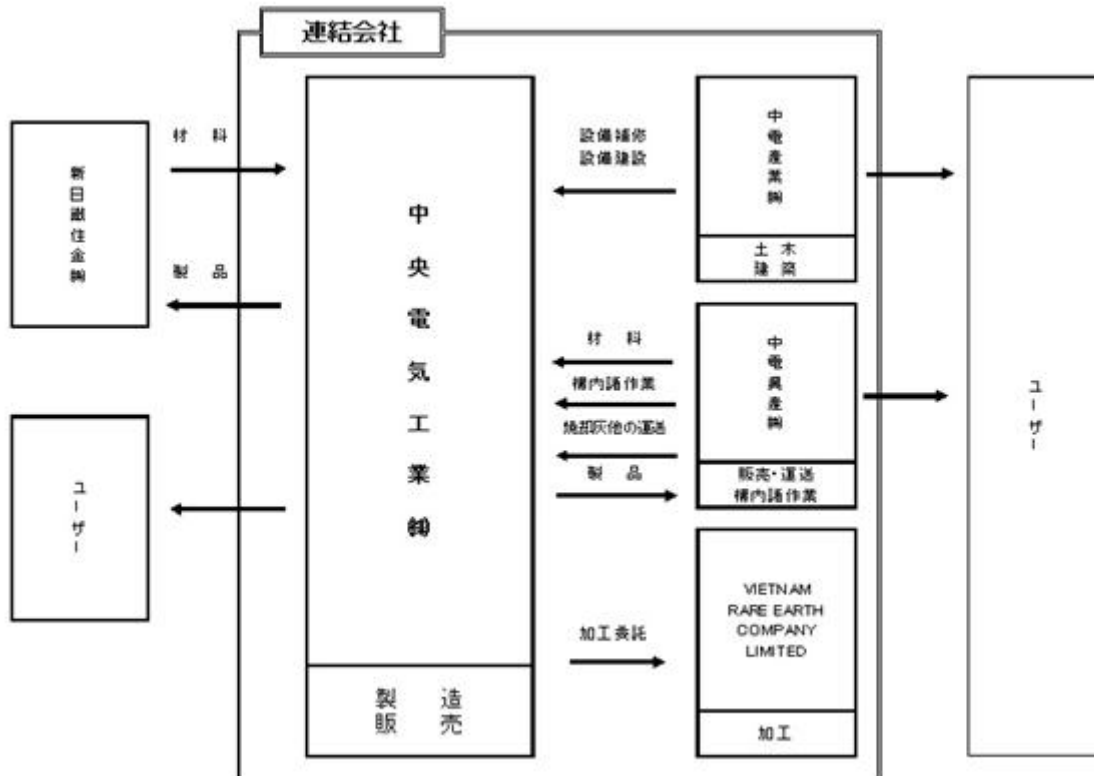 連結会社
材料
新日鐵住金㈱
製品
ユーザー
中央電気工業㈱
製造
販売
設備補修
設備建設
中電産業㈱
土木
建築
材料
構内諸作業
焼却灰他の運送
製品
中電興産㈱
販売・運送
構内諸作業
加工委託
VIETNAM
RARE EARTH
COMPANY
LIMITED
加工
ユーザー